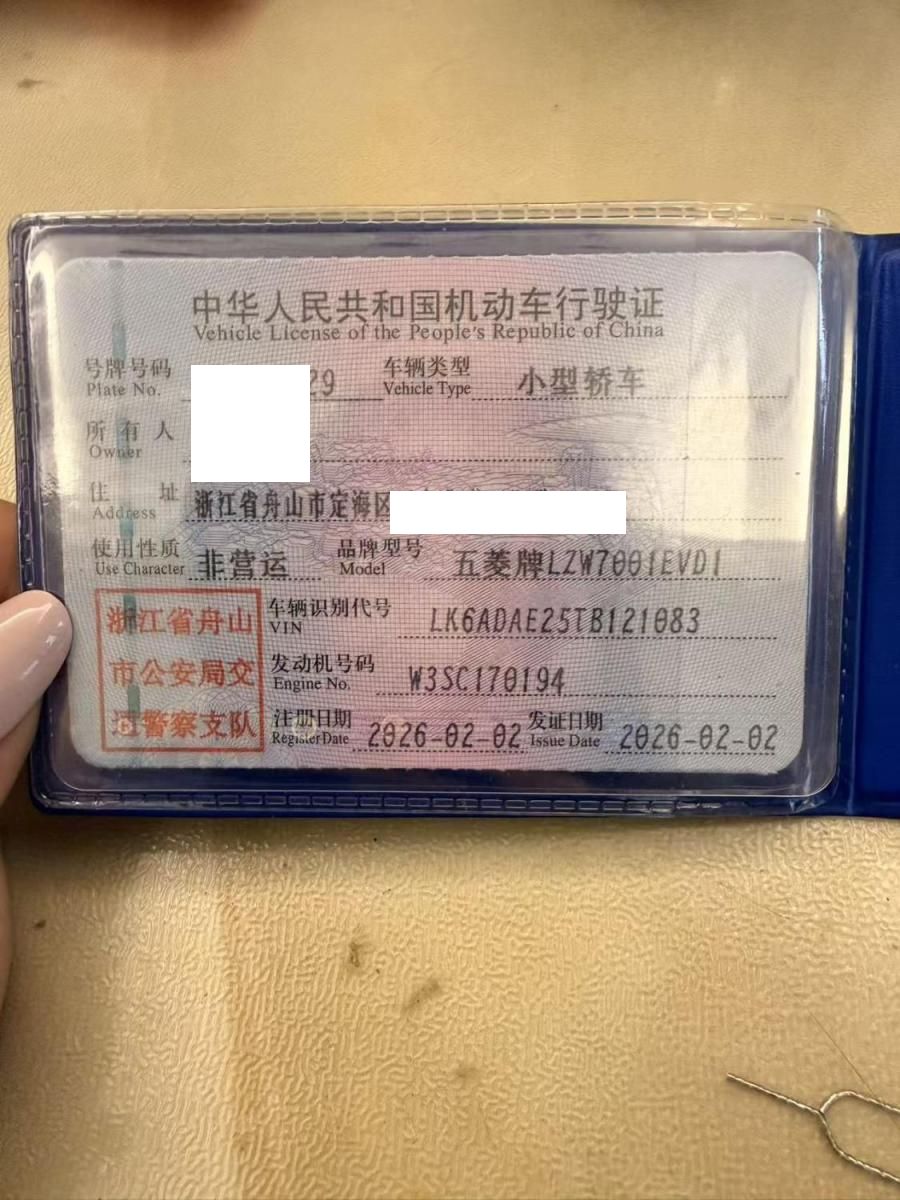 中华人民共和国机动车行驶证
Vehicle License of the People's Republic of China
号牌号码 29 车辆类型 小型轿车
Plate No. Vehicle Type
所有人
Owner
住址 浙江省舟山市定海区
Address
使用性质 非营运 品牌型号 五菱牌LZW7001EVD1
Use Character Model
浙江省舟山
市公安局交
通警察支队
车辆识别代号 LK6ADAE25TB121083
VIN
发动机号码 W3SC170194
Engine No.
注册日期 2026-02-02 发证日期 2026-02-02
Register Date Issue Date